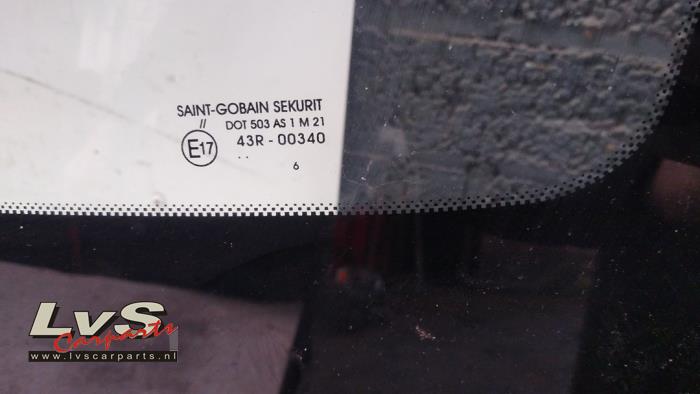 SAINT-GOBAIN SEKURIT
// DOT 503 AS 1 M 21
E17 43R - 00340
..
6
LvS
Carparts
www.lvscarparts.nl